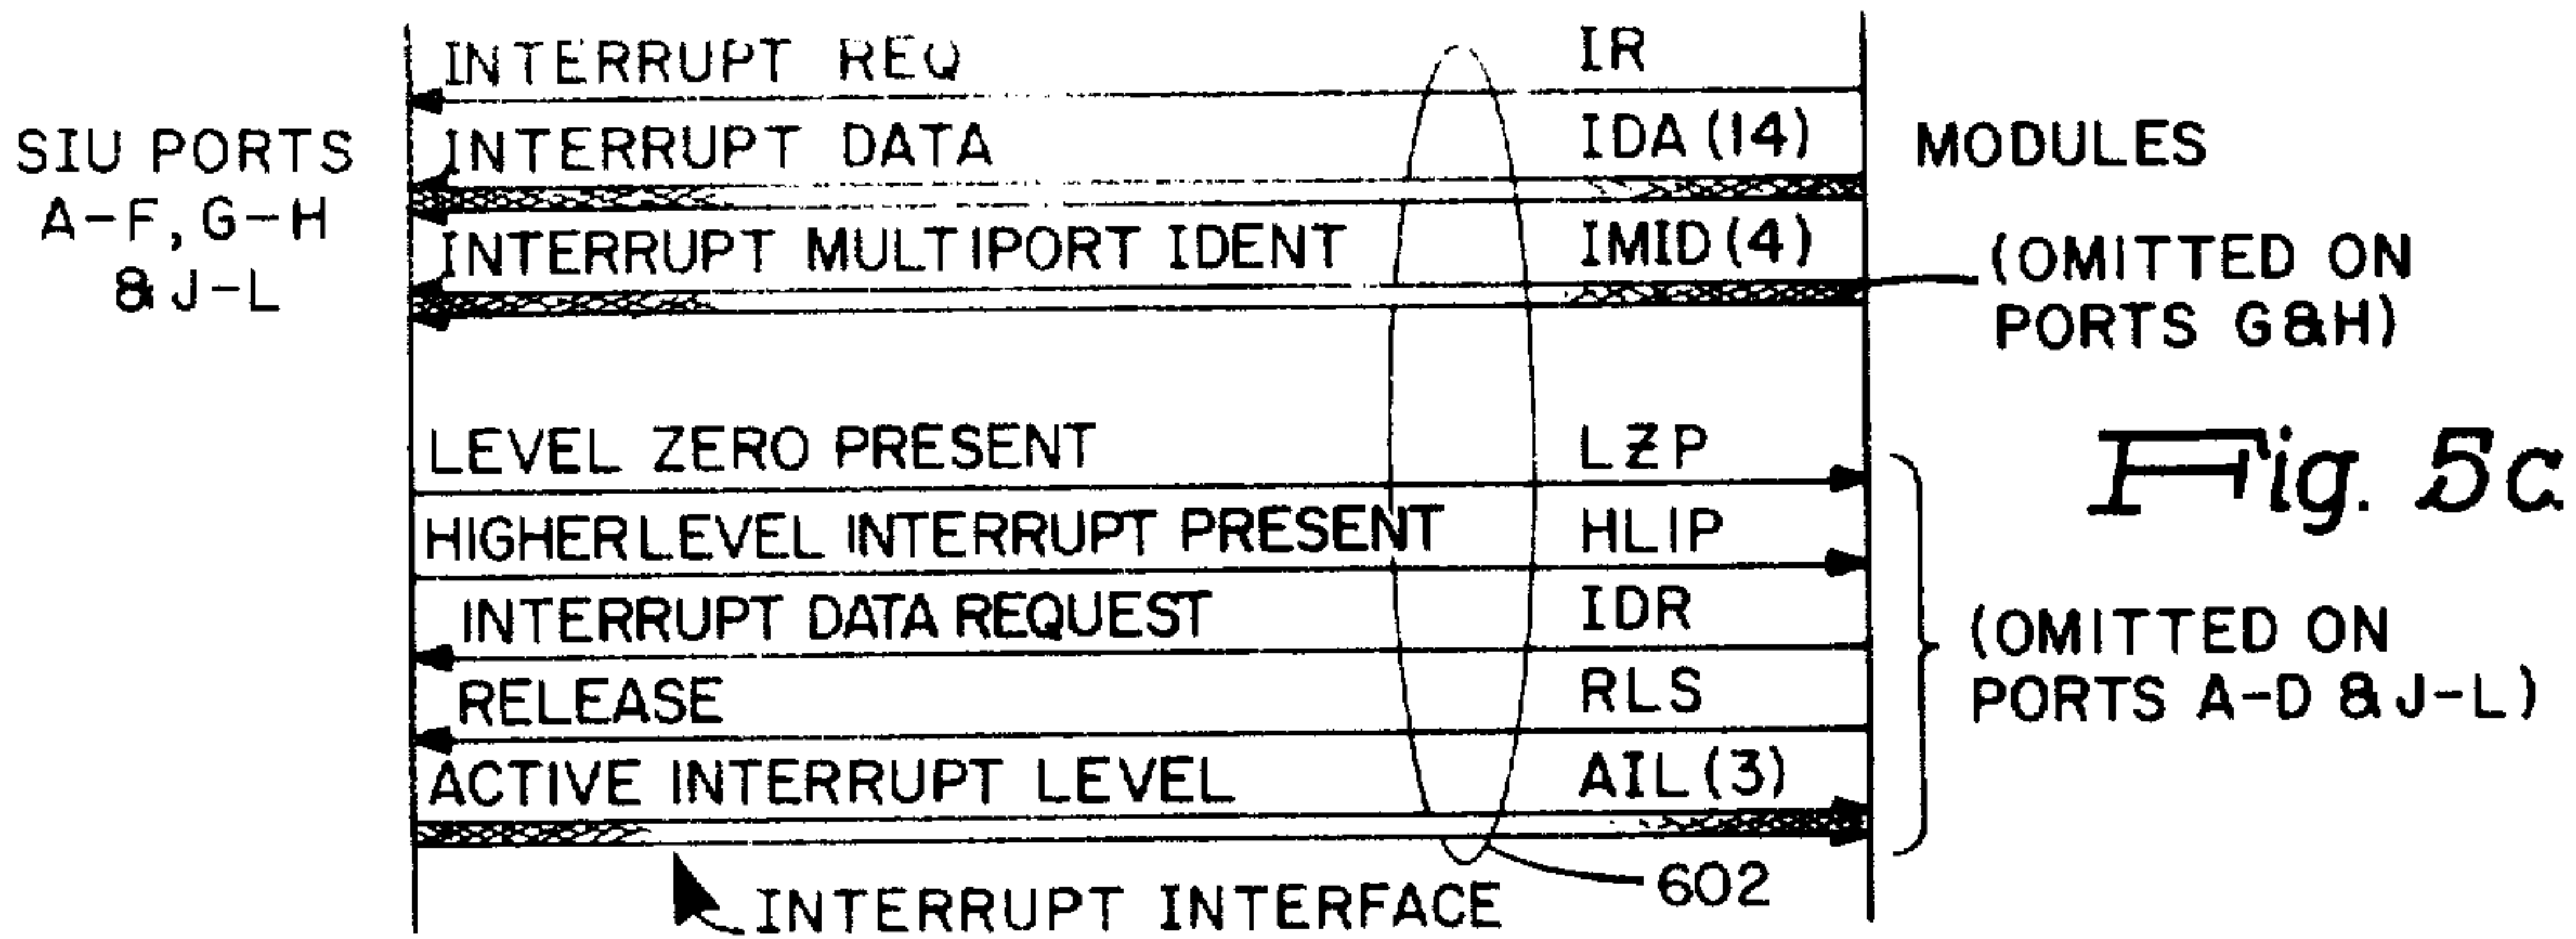 INTERRUPT REQ IR
SIU PORTS
A-F, G-H
& J-L
INTERRUPT DATA IDA (14)
MODULES
INTERRUPT MULTIPORT IDENT IMID (4)
(OMITTED ON
PORTS G&H)
LEVEL ZERO PRESENT LZP
HIGHER LEVEL INTERRUPT PRESENT HLIP
INTERRUPT DATA REQUEST IDR
RELEASE RLS
ACTIVE INTERRUPT LEVEL AIL (3)
(OMITTED ON
PORTS A-D & J-L)
Fig. 5c
602
INTERRUPT INTERFACE